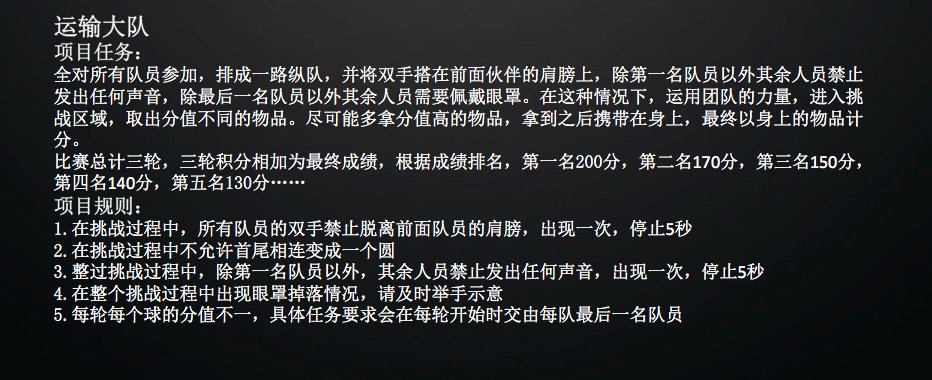 运输大队
项目任务：
全对所有队员参加，排成一路纵队，并将双手搭在前面伙伴的肩膀上，除第一名队员以外其余人员禁止
发出任何声音，除最后一名队员以外其余人员需要佩戴眼罩。在这种情况下，运用团队的力量，进入挑
战区域，取出分值不同的物品。尽可能多拿分值高的物品，拿到之后携带在身上，最终以身上的物品计
分。
比赛总计三轮，三轮积分相加为最终成绩，根据成绩排名，第一名200分，第二名170分，第三名150分，
第四名140分，第五名130分……
项目规则：
1.在挑战过程中，所有队员的双手禁止脱离前面队员的肩膀，出现一次，停止5秒
2.在挑战过程中不允许首尾相连变成一个圆
3.整过挑战过程中，除第一名队员以外，其余人员禁止发出任何声音，出现一次，停止5秒
4.在整个挑战过程中出现眼罩掉落情况，请及时举手示意
5.每轮每个球的分值不一，具体任务要求会在每轮开始时交由每队最后一名队员